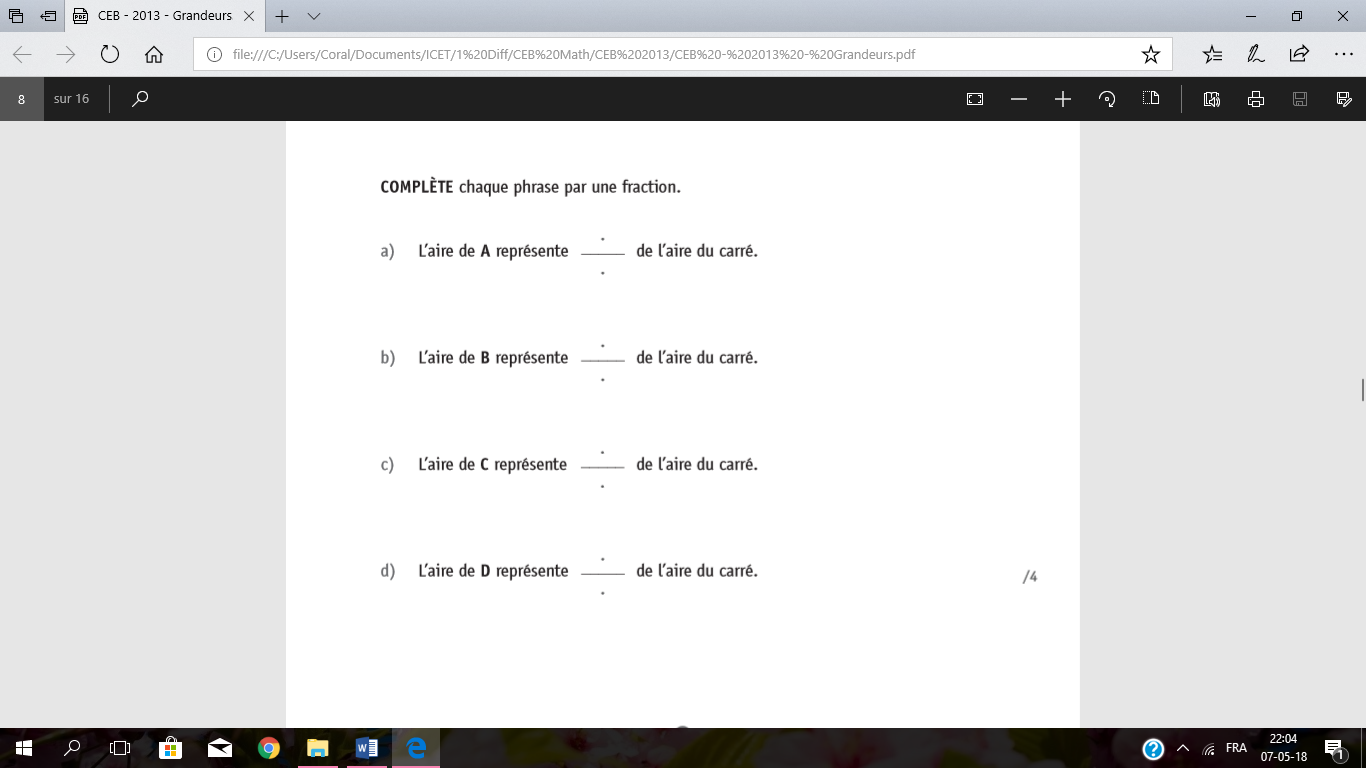 CEB - 2013 - Grandeurs
file:///C:/Users/Coral/Documents/ICET/1%20Diff/CEB%20Math/CEB%202013/CEB%20-%202013%20-%20Grandeurs.pdf
8 sur 16
COMPLÈTE chaque phrase par une fraction.
a) L'aire de A représente . de l'aire du carré.
.
b) L'aire de B représente . de l'aire du carré.
.
c) L'aire de C représente . de l'aire du carré.
.
d) L'aire de D représente . de l'aire du carré.
.
/4
FRA
22:04
07-05-18
1